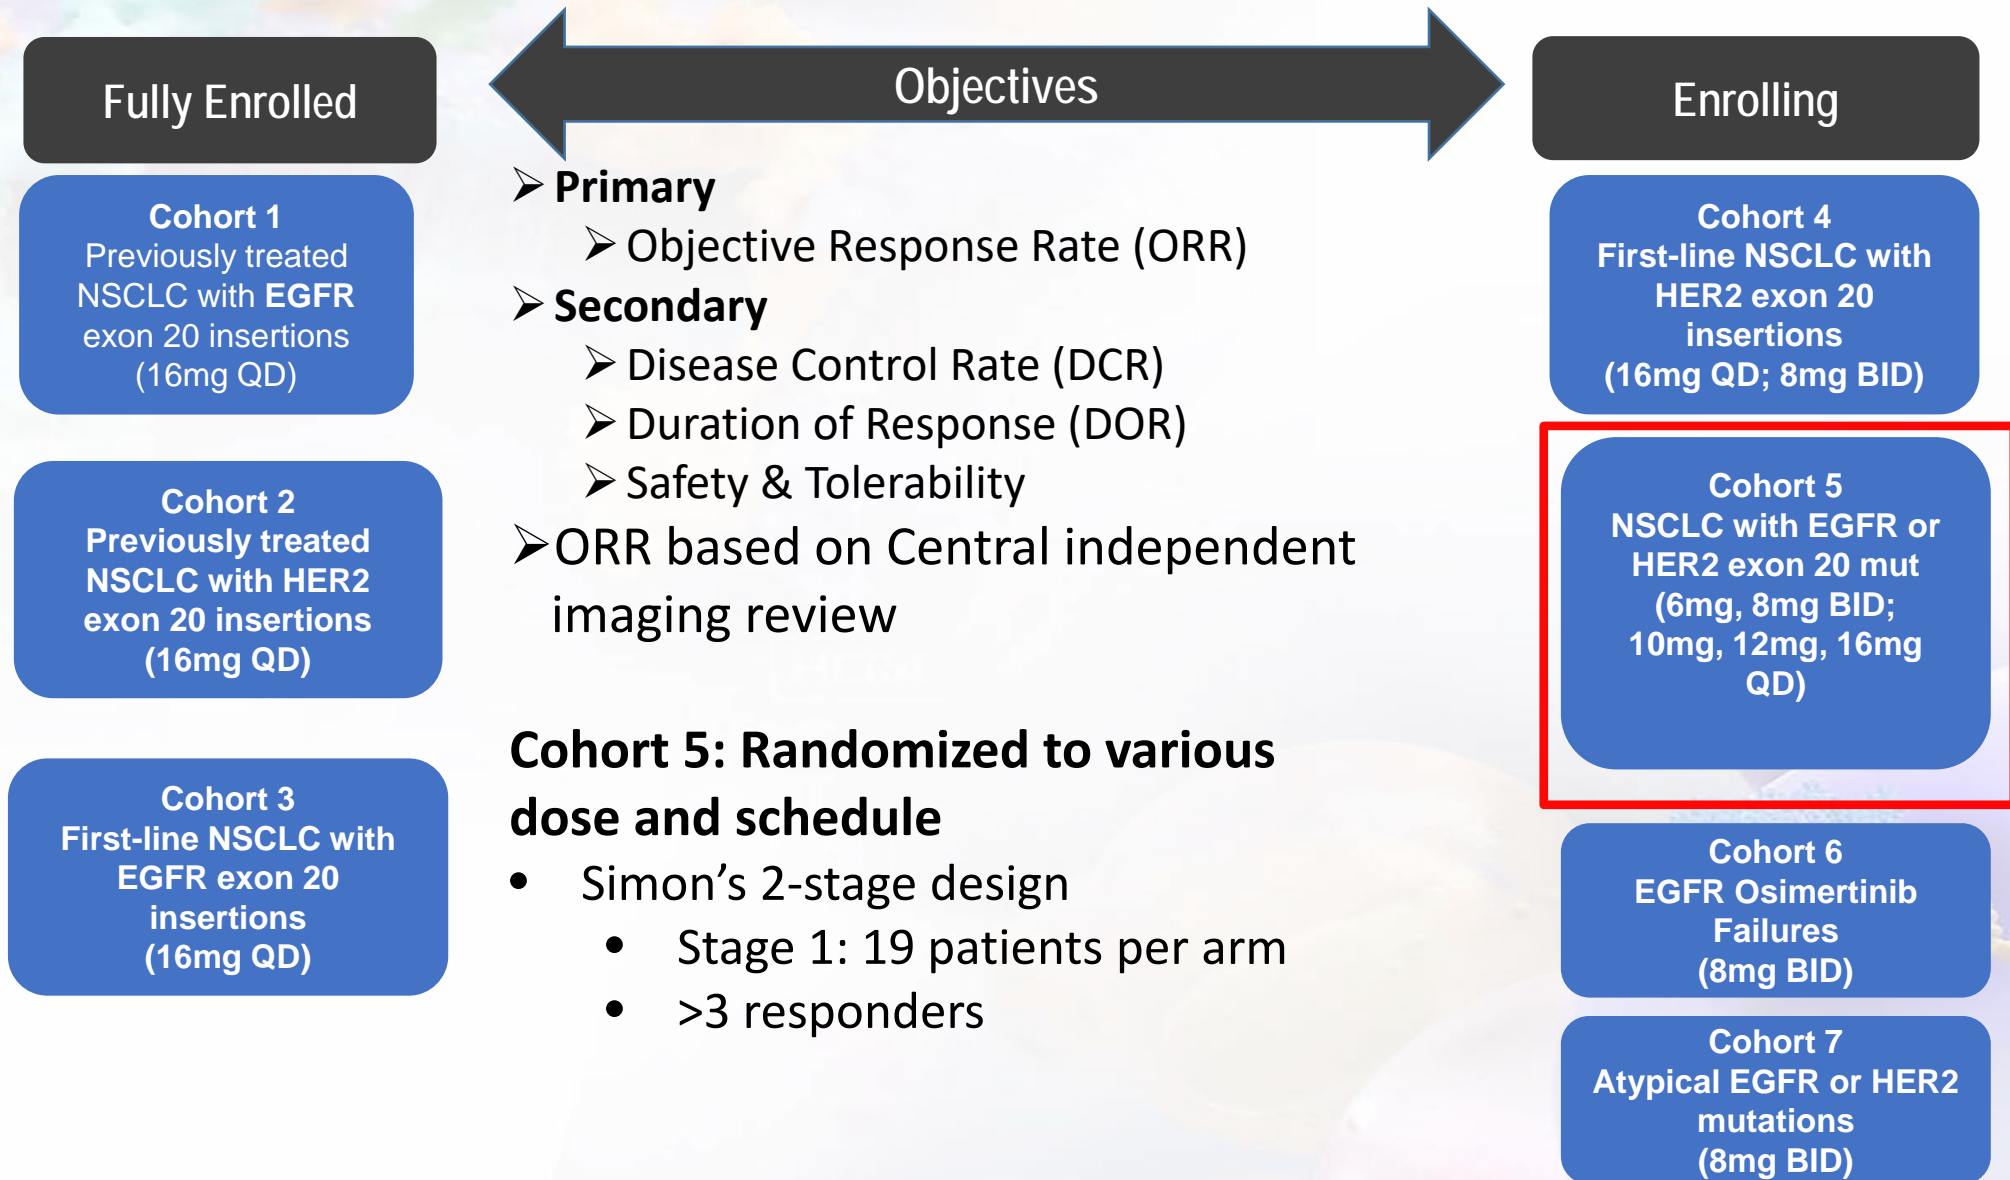 Fully Enrolled
Cohort 1
Previously treated
NSCLC with EGFR
exon 20 insertions
(16mg QD)
Cohort 2
Previously treated
NSCLC with HER2
exon 20 insertions
(16mg QD)
Cohort 3
First-line NSCLC with
EGFR exon 20
insertions
(16mg QD)
Objectives
➢ Primary
➢ Objective Response Rate (ORR)
➢ Secondary
➢ Disease Control Rate (DCR)
➢ Duration of Response (DOR)
➢ Safety & Tolerability
➢ ORR based on Central independent
imaging review
Cohort 5: Randomized to various
dose and schedule
• Simon’s 2-stage design
• Stage 1: 19 patients per arm
• >3 responders
Enrolling
Cohort 4
First-line NSCLC with
HER2 exon 20
insertions
(16mg QD; 8mg BID)
Cohort 5
NSCLC with EGFR or
HER2 exon 20 mut
(6mg, 8mg BID;
10mg, 12mg, 16mg
QD)
Cohort 6
EGFR Osimertinib
Failures
(8mg BID)
Cohort 7
Atypical EGFR or HER2
mutations
(8mg BID)